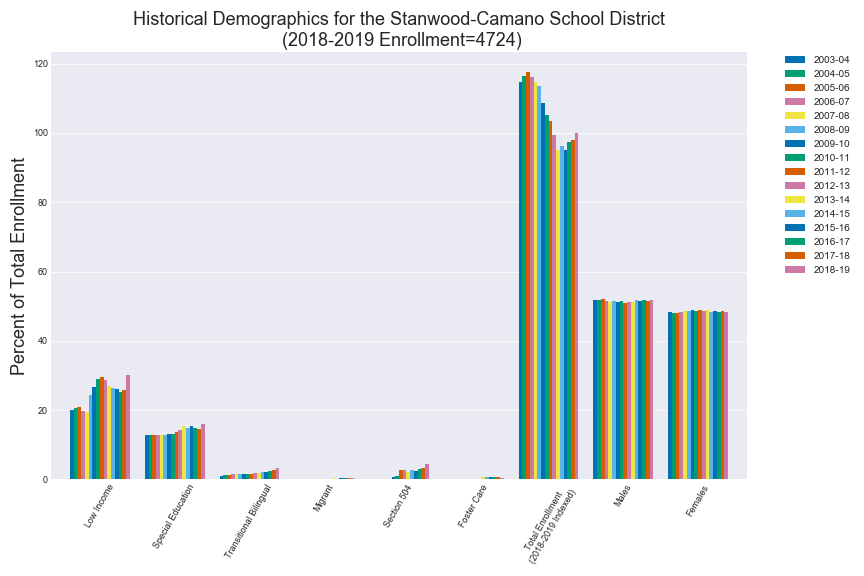 Historical Demographics for the Stanwood-Camano School District
(2018-2019 Enrollment=4724)
Percent of Total Enrollment
120
100
80
60
40
20
0
Low Income
Special Education
Transitional Bilingual
Migrant
Section 504
Foster Care
Total Enrollment
(2018-2019 Indexed)
Males
Females
2003-04
2004-05
2005-06
2006-07
2007-08
2008-09
2009-10
2010-11
2011-12
2012-13
2013-14
2014-15
2015-16
2016-17
2017-18
2018-19